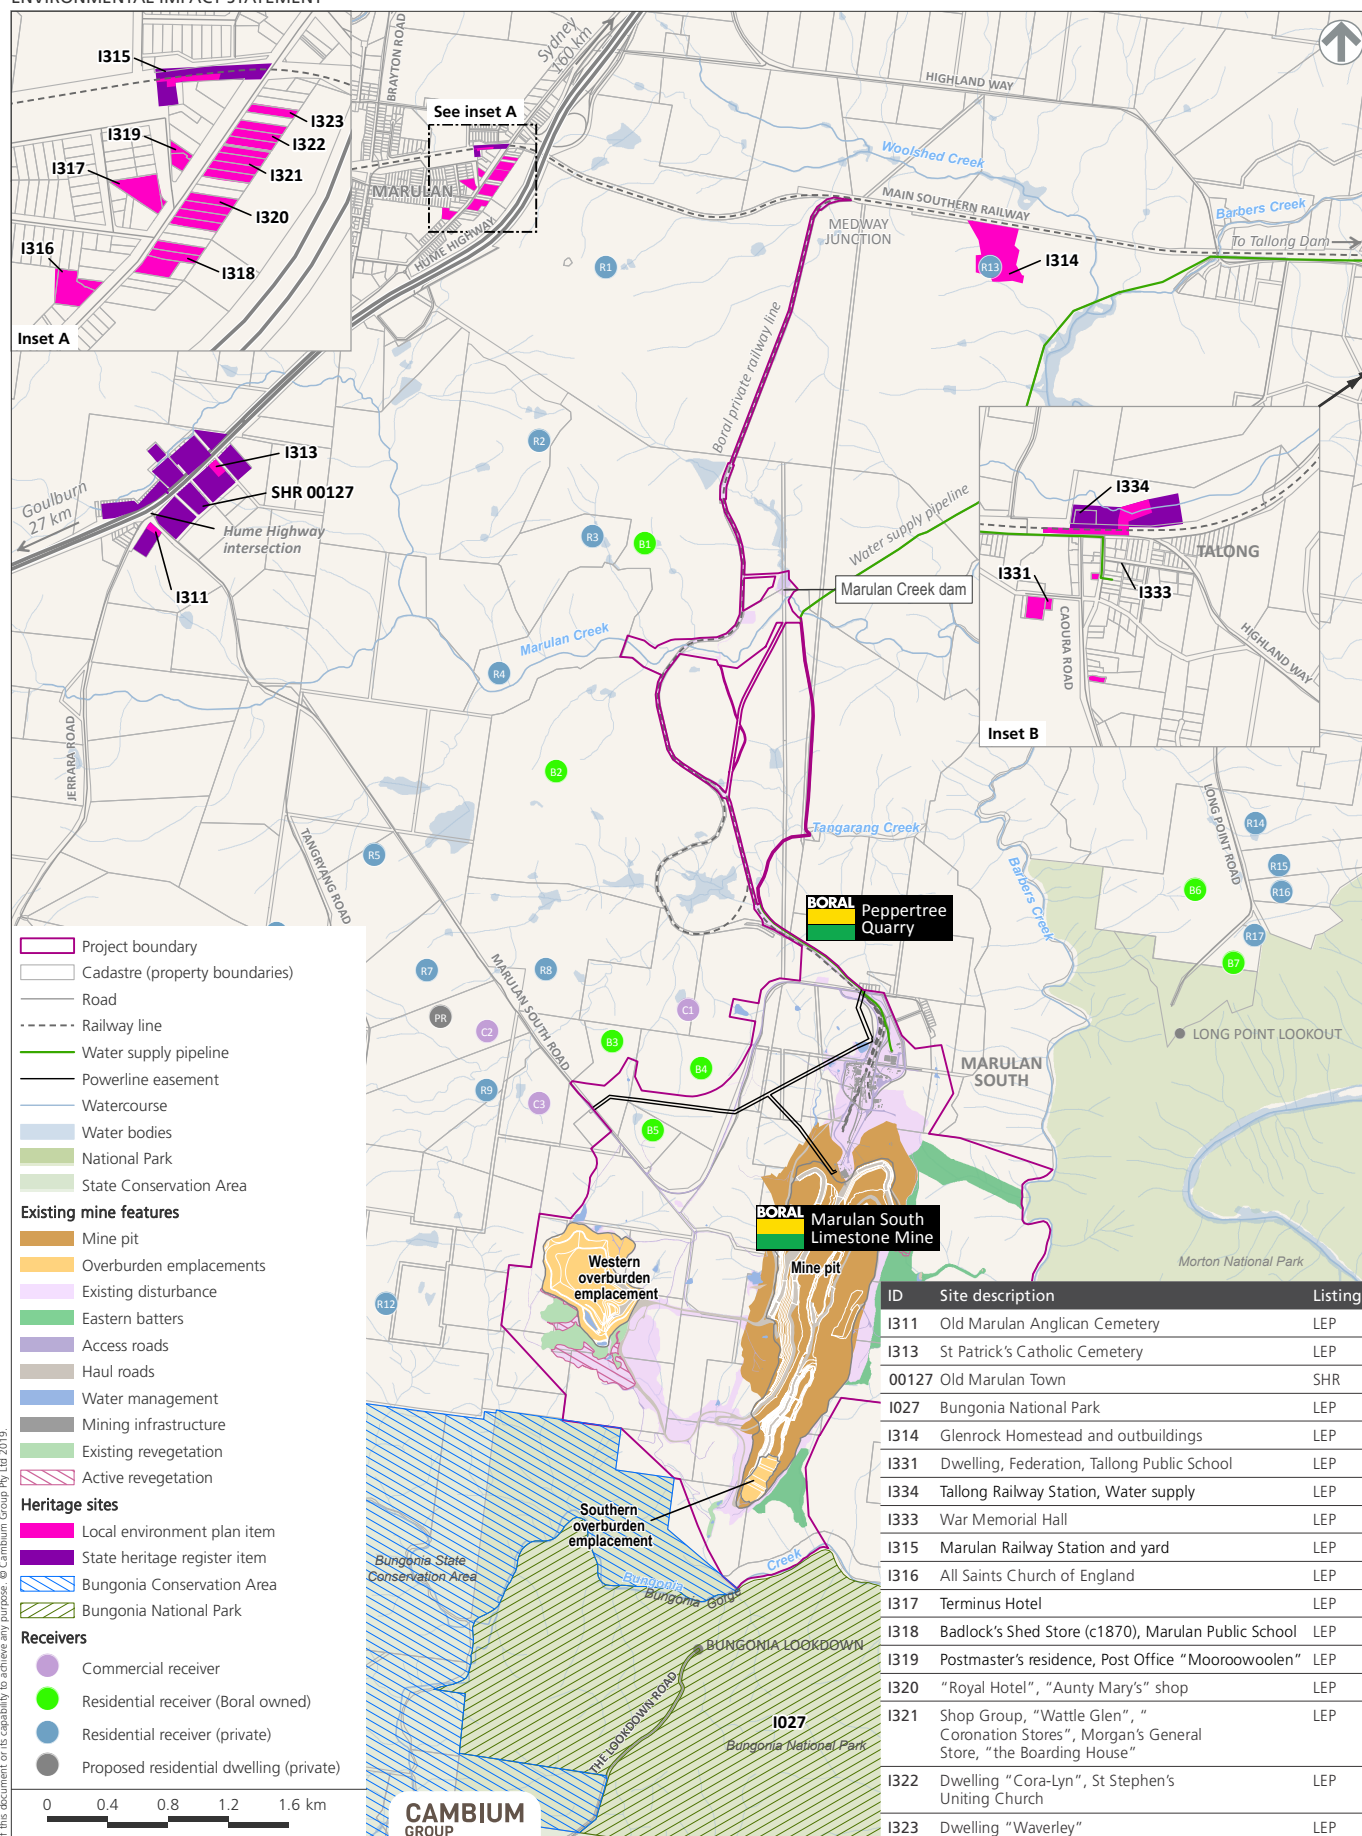 ENVIRONMENTAL IMPACT STATEMENT
I315
I323
I322
I319
I321
I317
I320
I316
I318
Inset A
BRAYTON ROAD
Sydney
160 km
See inset A
MARULAN
HUME HIGHWAY
HIGHLAND WAY
Woolshed Creek
MAIN SOUTHERN RAILWAY
Barbers Creek
MEDWAY
JUNCTION
To Tallong Dam
R1
R13
I314
Boral private railway line
R2
I313
SHR 00127
Goulburn
27 km
Hume Highway
intersection
I311
R3
B1
Water supply pipeline
Marulan Creek dam
Marulan Creek
R4
I334
TALONG
I331
I333
CAOURA ROAD
HIGHLAND WAY
Inset B
JERRARA ROAD
B2
TANGRYANG ROAD
R5
Tangarang Creek
Barbers Creek
LONG POINT ROAD
R14
R15
B6
R16
R17
B7
BORAL
Peppertree
Quarry
R7
R8
MARULAN SOUTH ROAD
PR
C2
C1
B3
B4
R9
C3
B5
MARULAN
SOUTH
LONG POINT LOOKOUT
BORAL
Marulan South
Limestone Mine
Mine pit
Western
overburden
emplacement
R12
Morton National Park
Southern
overburden
emplacement
Bungonia State
Conservation Area
Bungonia
Creek
Bungonia Gorge
BUNGONIA LOOKDOWN
THE LOOKDOWN ROAD
I027
Bungonia National Park
Project boundary
Cadastre (property boundaries)
Road
Railway line
Water supply pipeline
Powerline easement
Watercourse
Water bodies
National Park
State Conservation Area
Existing mine features
Mine pit
Overburden emplacements
Existing disturbance
Eastern batters
Access roads
Haul roads
Water management
Mining infrastructure
Existing revegetation
Active revegetation
Heritage sites
Local environment plan item
State heritage register item
Bungonia Conservation Area
Bungonia National Park
Receivers
Commercial receiver
Residential receiver (Boral owned)
Residential receiver (private)
Proposed residential dwelling (private)
0 0.4 0.8 1.2 1.6 km
CAMBIUM
GROUP
ID Site description Listing
I311 Old Marulan Anglican Cemetery LEP
I313 St Patrick's Catholic Cemetery LEP
00127 Old Marulan Town SHR
I027 Bungonia National Park LEP
I314 Glenrock Homestead and outbuildings LEP
I331 Dwelling, Federation, Tallong Public School LEP
I334 Tallong Railway Station, Water supply LEP
I333 War Memorial Hall LEP
I315 Marulan Railway Station and yard LEP
I316 All Saints Church of England LEP
I317 Terminus Hotel LEP
I318 Badlock's Shed Store (c1870), Marulan Public School LEP
I319 Postmaster's residence, Post Office "Mooroowoolen" LEP
I320 "Royal Hotel", "Aunty Mary's" shop LEP
I321 Shop Group, "Wattle Glen", " LEP
Coronation Stores", Morgan's General
Store, "the Boarding House"
I322 Dwelling "Cora-Lyn", St Stephen's LEP
Uniting Church
I323 Dwelling "Waverley" LEP
this document or its capability to achieve any purpose. © Cambium Group Pty Ltd 2019.